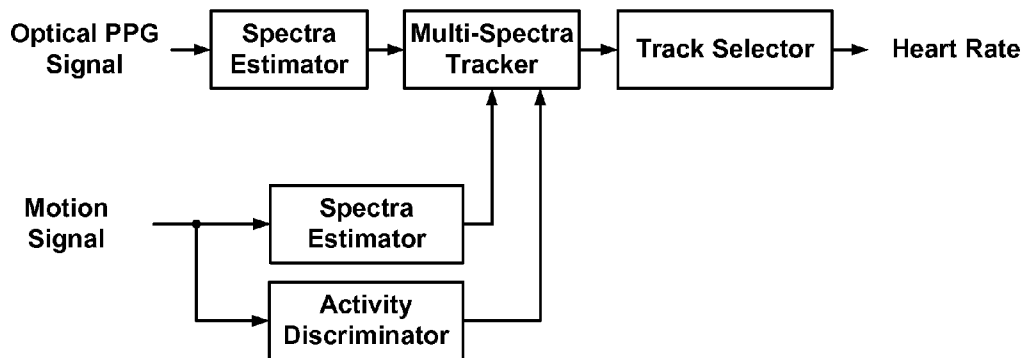 Optical PPG
Signal
Spectra
Estimator
Multi-Spectra
Tracker
Track Selector
Heart Rate
Motion
Signal
Spectra
Estimator
Activity
Discriminator